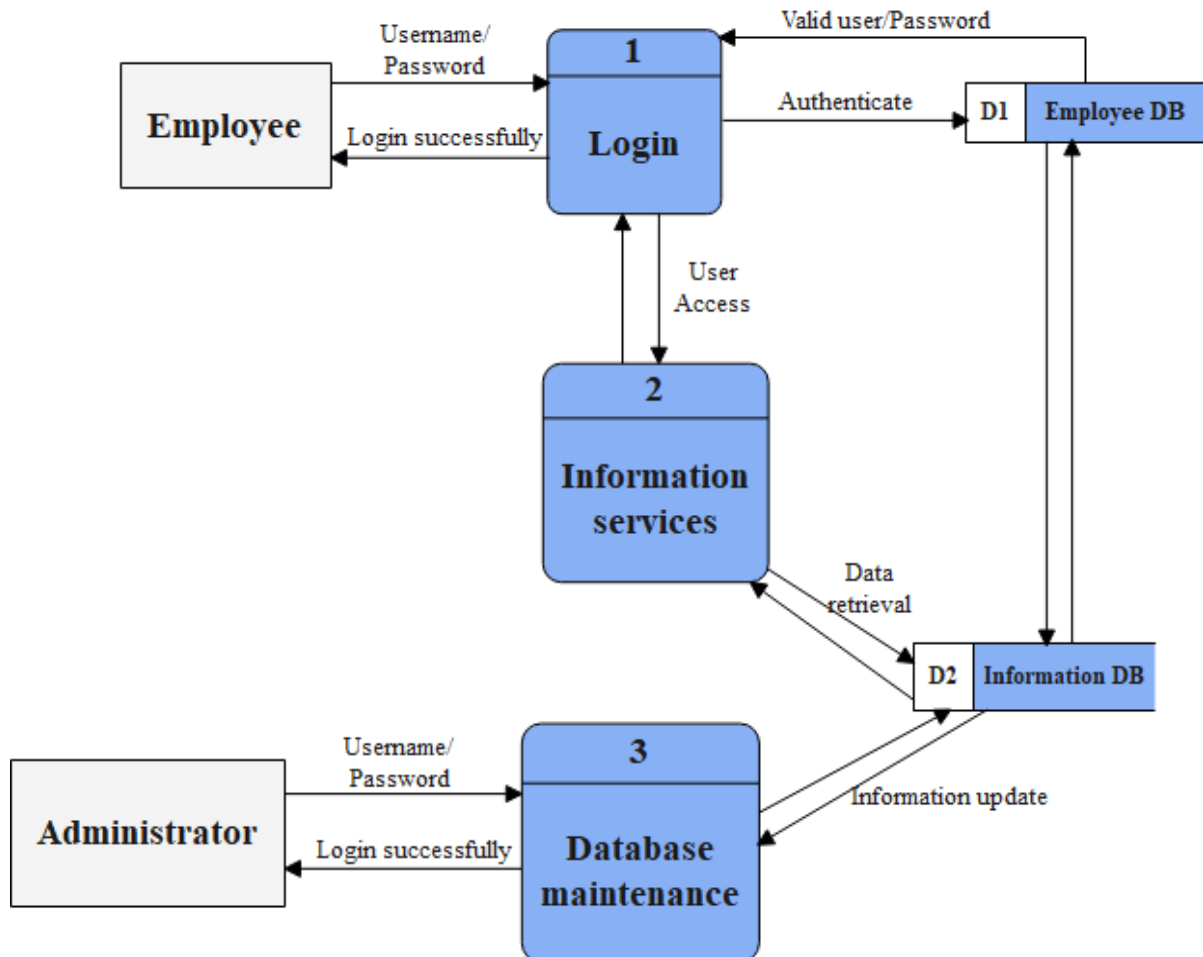 Valid user/Password
Username/
Password
1
Employee
Login successfully
Login
Authenticate
D1
Employee DB
User
Access
2
Information
services
Data
retrieval
D2
Information DB
Username/
Password
3
Administrator
Login successfully
Database
maintenance
Information update